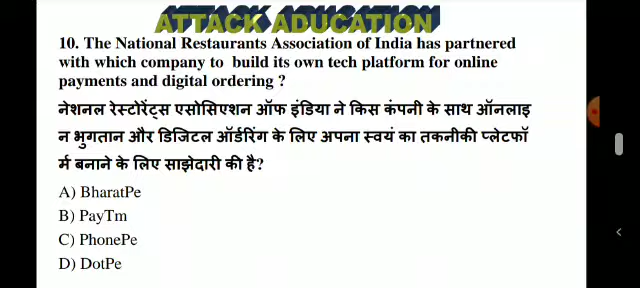 ATTACK ADUCATION
10. The National Restaurants Association of India has partnered
with which company to build its own tech platform for online
payments and digital ordering ?
नेशनल रेस्टोरेंट्स एसोसिएशन ऑफ इंडिया ने किस कंपनी के साथ ऑनलाइ
न भुगतान और डिजिटल ऑर्डरिंग के लिए अपना स्वयं का तकनीकी प्लेटफॉ
र्म बनाने के लिए साझेदारी की है?
A) BharatPe
B) PayTm
C) PhonePe
D) DotPe